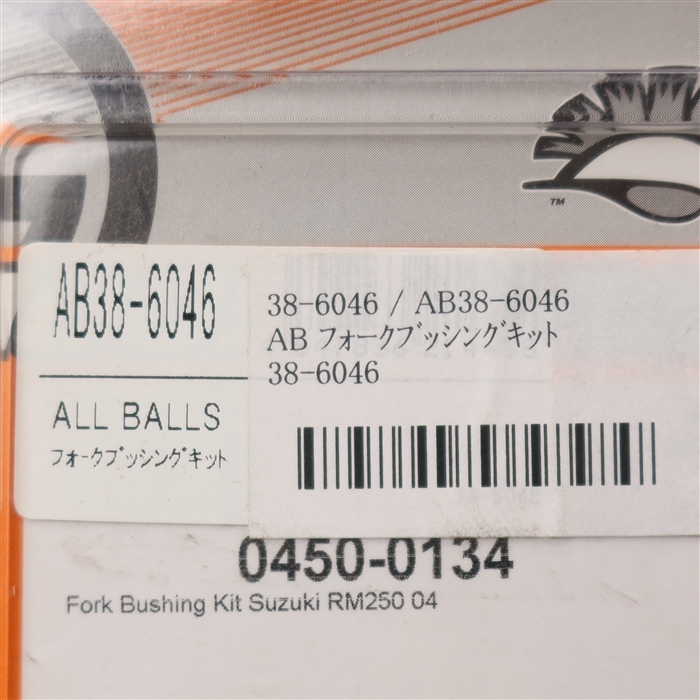 TM
AB38-6046
ALL BALLS
フォークブッシングキット
38-6046 / AB38-6046
AB フォークブッシングキット
38-6046
0450-0134
Fork Bushing Kit Suzuki RM250 04